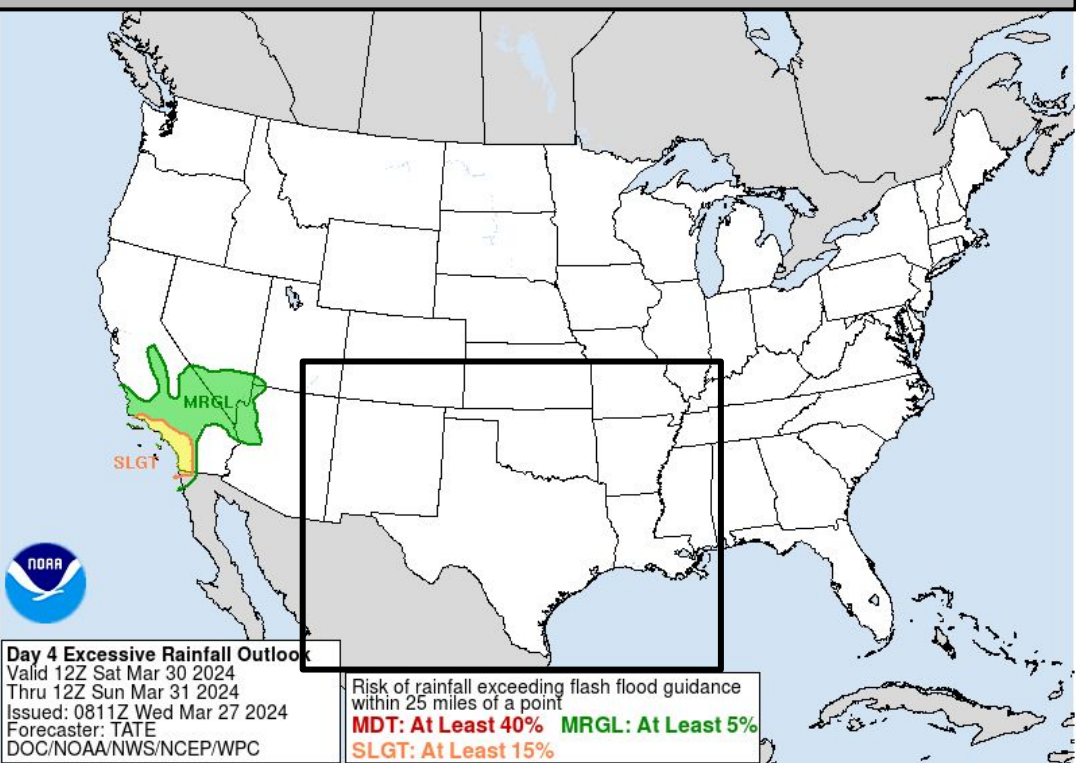 MRGL
SLGT
NOAA
Day 4 Excessive Rainfall Outlook
Valid 12Z Sat Mar 30 2024
Thru 12Z Sun Mar 31 2024
Issued: 0811Z Wed Mar 27 2024
Forecaster: TATE
DOC/NOAA/NWS/NCEP/WPC
Risk of rainfall exceeding flash flood guidance
within 25 miles of a point
MDT: At Least 40% MRGL: At Least 5%
SLGT: At Least 15%